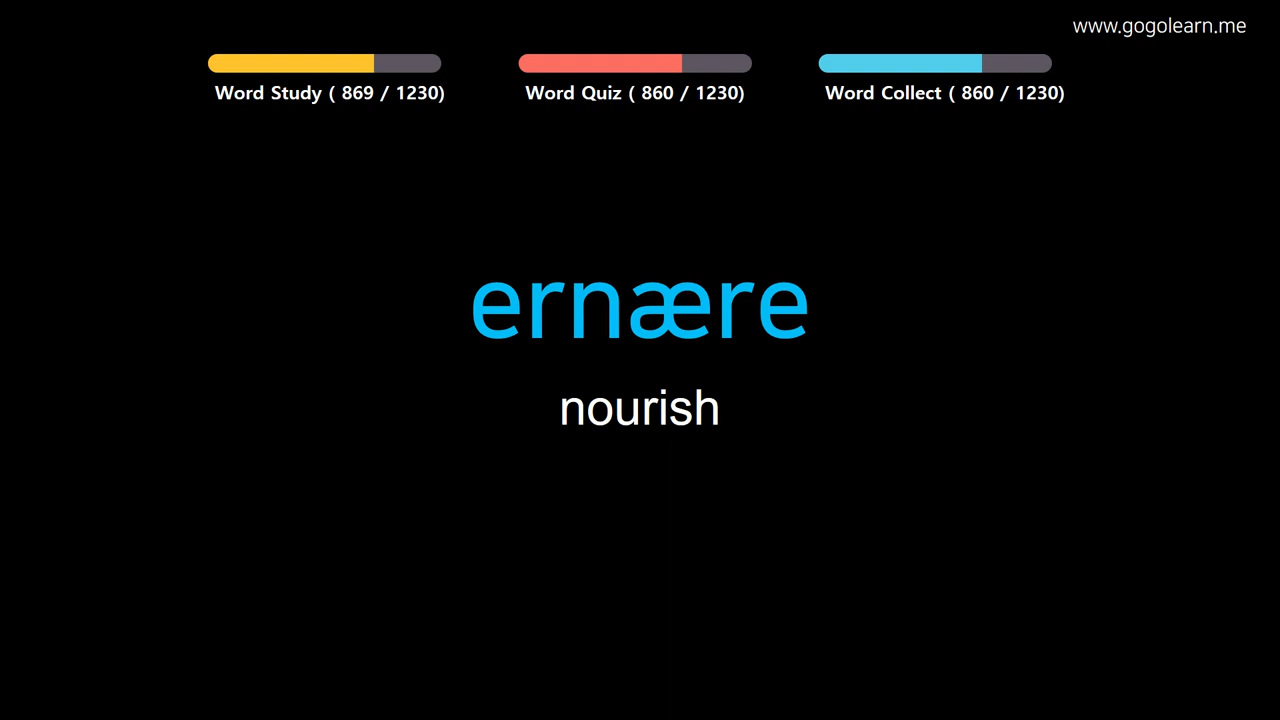 www.gogolearn.me
Word Study ( 869 / 1230)
Word Quiz ( 860 / 1230)
Word Collect ( 860 / 1230)
ernære
nourish